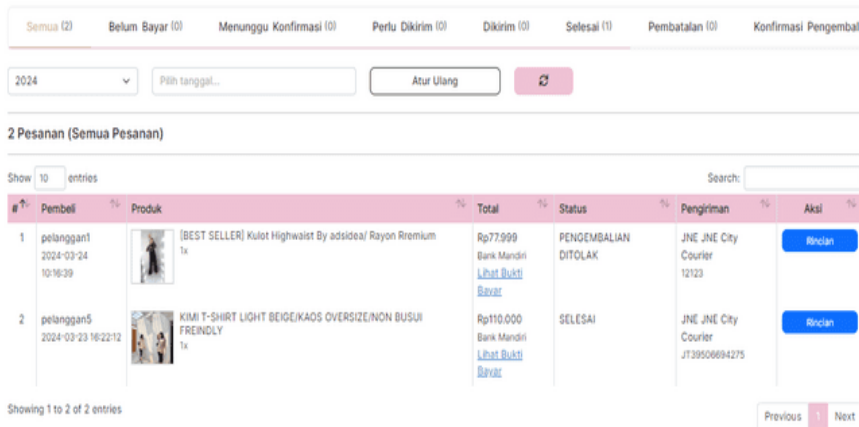 Semua (2) Belum Bayar (0) Menunggu Konfirmasi (0) Perlu Dikirim (0) Dikirim (0) Selesai (1) Pembatalan (0) Konfirmasi Pengembal
2024 Pilih tanggal... Atur Ulang
2 Pesanan (Semua Pesanan)
Show 10 entries Search:
# Pembeli Produk Total Status Pengiriman Aksi
1 pelanggan1 [BEST SELLER] Kulot Highwaist By adsidea/ Rayon Rremium Rp77.999 PENGEMBALIAN JNE JNE City Rincian
2024-03-24 1x Bank Mandiri DITOLAK Courier
10:16:39 Lihat Bukti 12123
Bayar
2 pelanggan5 KIMI T-SHIRT LIGHT BEIGE/KAOS OVERSIZE/NON BUSUI Rp110.000 SELESAI JNE JNE City Rincian
2024-03-23 16:22:12 FREINDLY Bank Mandiri Courier
1x Lihat Bukti JT39506694275
Bayar
Showing 1 to 2 of 2 entries Previous 1 Next